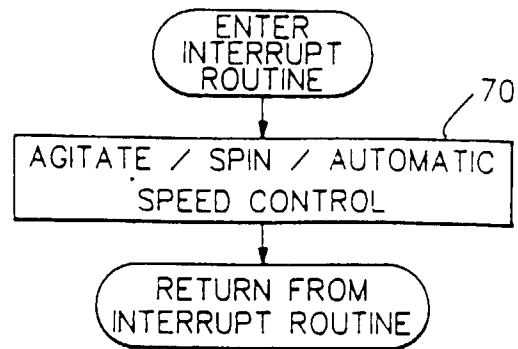 ENTER
INTERRUPT
ROUTINE
70
AGITATE / SPIN / AUTOMATIC
SPEED CONTROL
RETURN FROM
INTERRUPT ROUTINE